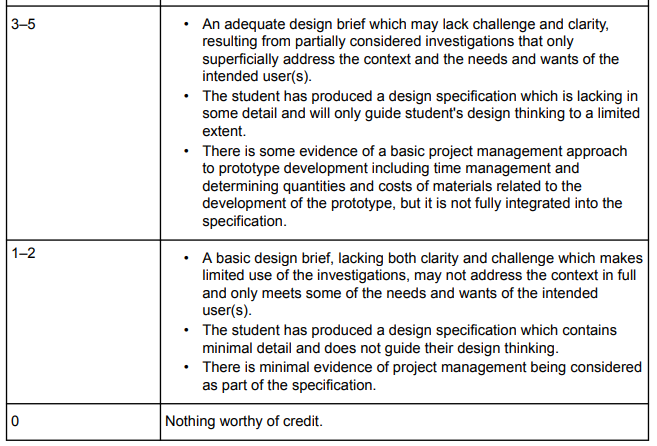 3–5
• An adequate design brief which may lack challenge and clarity,
resulting from partially considered investigations that only
superficially address the context and the needs and wants of the
intended user(s).
• The student has produced a design specification which is lacking in
some detail and will only guide student's design thinking to a limited
extent.
• There is some evidence of a basic project management approach
to prototype development including time management and
determining quantities and costs of materials related to the
development of the prototype, but it is not fully integrated into the
specification.
1–2
• A basic design brief, lacking both clarity and challenge which makes
limited use of the investigations, may not address the context in full
and only meets some of the needs and wants of the intended
user(s).
• The student has produced a design specification which contains
minimal detail and does not guide their design thinking.
• There is minimal evidence of project management being considered
as part of the specification.
0
Nothing worthy of credit.